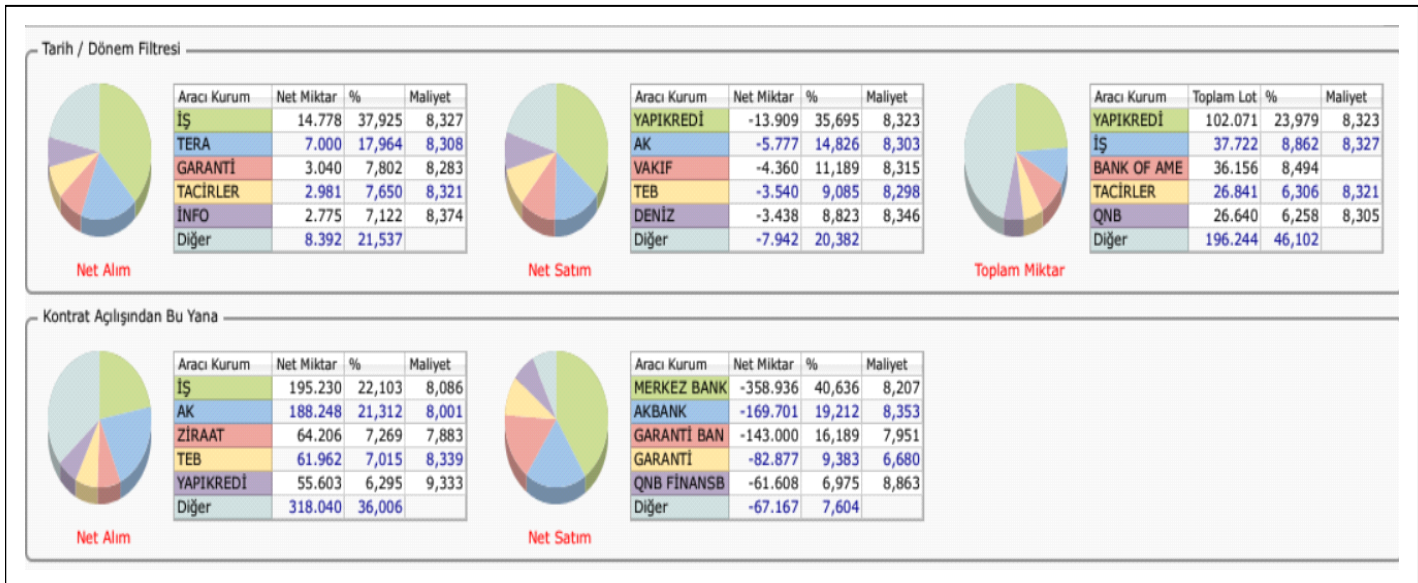 Tarih / Dönem Filtresi
Aracı Kurum Net Miktar % Maliyet
İŞ 14.778 37,925 8,327
TERA 7.000 17,964 8,308
GARANTİ 3.040 7,802 8,283
TACİRLER 2.981 7,650 8,321
İNFO 2.775 7,122 8,374
Diğer 8.392 21,537
Net Alım
Aracı Kurum Net Miktar % Maliyet
YAPIKREDİ -13.909 35,695 8,323
AK -5.777 14,826 8,303
VAKIF -4.360 11,189 8,315
TEB -3.540 9,085 8,298
DENİZ -3.438 8,823 8,346
Diğer -7.942 20,382
Net Satım
Aracı Kurum Toplam Lot % Maliyet
YAPIKREDİ 102.071 23,979 8,323
İŞ 37.722 8,862 8,327
BANK OF AME 36.156 8,494
TACİRLER 26.841 6,306 8,321
QNB 26.640 6,258 8,305
Diğer 196.244 46,102
Toplam Miktar
Kontrat Açılışından Bu Yana
Aracı Kurum Net Miktar % Maliyet
İŞ 195.230 22,103 8,086
AK 188.248 21,312 8,001
ZİRAAT 64.206 7,269 7,883
TEB 61.962 7,015 8,339
YAPIKREDİ 55.603 6,295 9,333
Diğer 318.040 36,006
Net Alım
Aracı Kurum Net Miktar % Maliyet
MERKEZ BANK -358.936 40,636 8,207
AKBANK -169.701 19,212 8,353
GARANTİ BAN -143.000 16,189 7,951
GARANTİ -82.877 9,383 6,680
QNB FİNANSB -61.608 6,975 8,863
Diğer -67.167 7,604
Net Satım